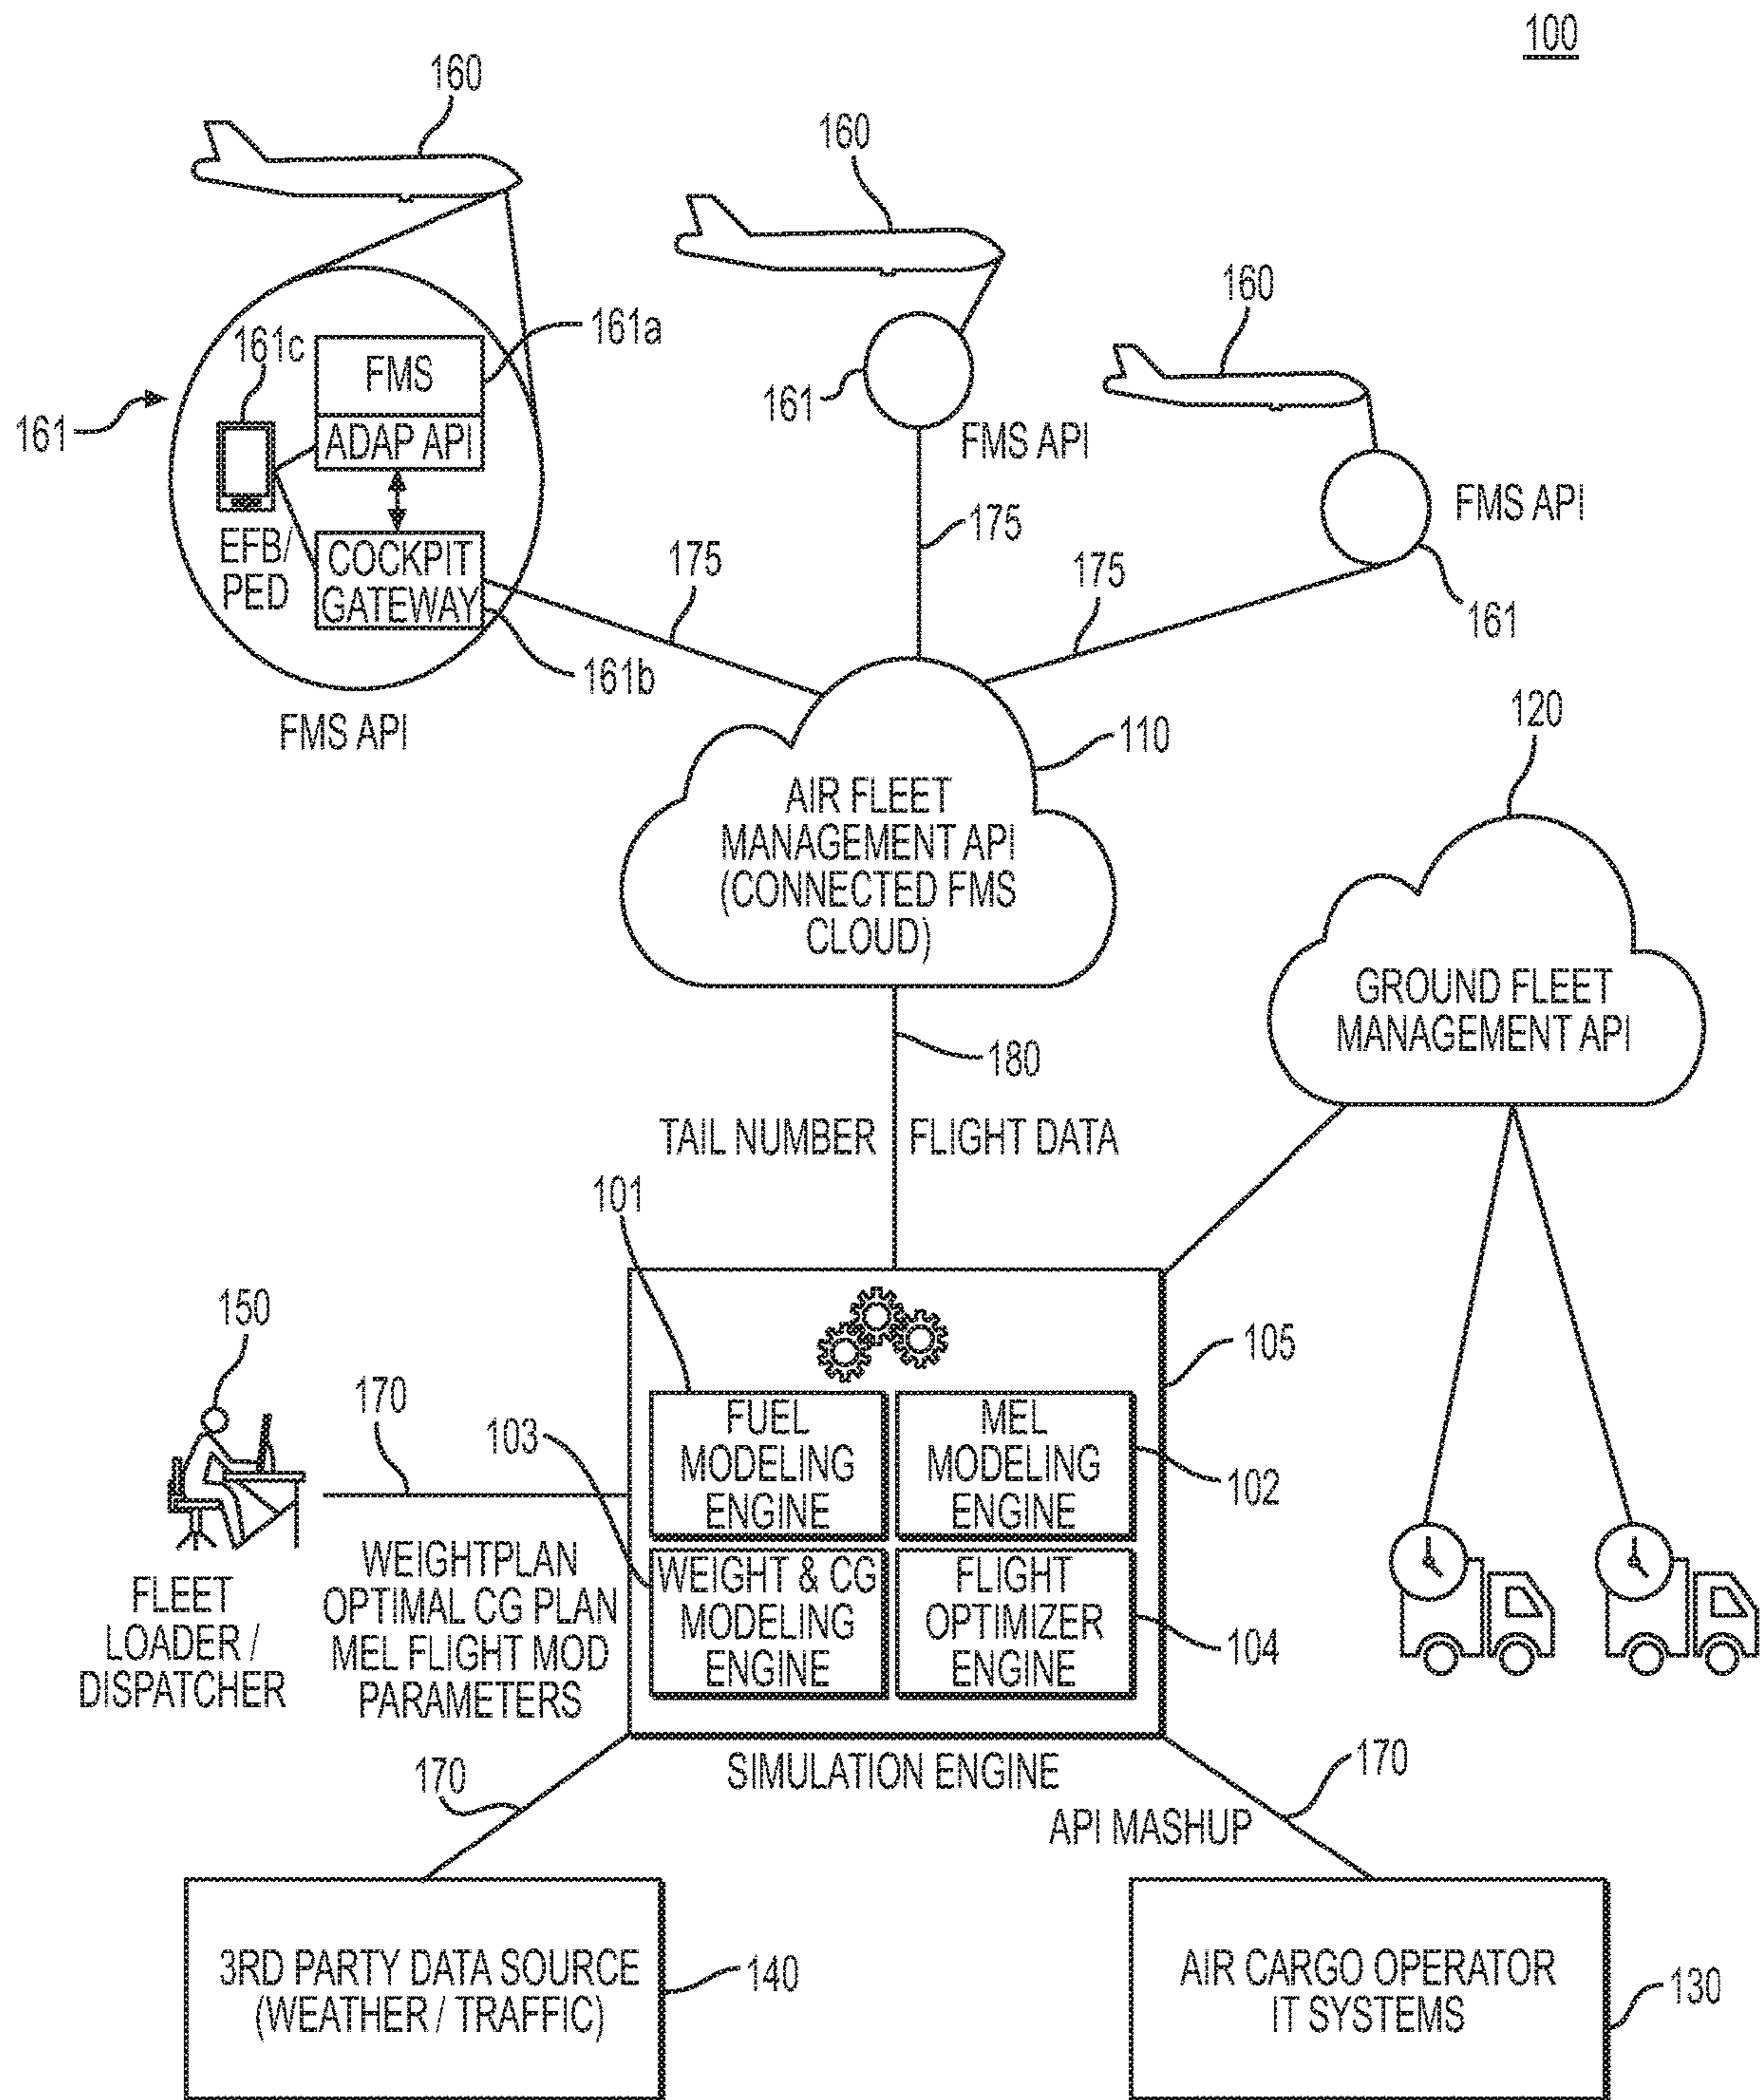 100
160
160
160
161c
161a
FMS
ADAP API
161
EFB/
PED
COCKPIT
GATEWAY
161b
FMS API
161
FMS API
FMS API
161
175
175
175
110
AIR FLEET
MANAGEMENT API
(CONNECTED FMS
CLOUD)
120
GROUND FLEET
MANAGEMENT API
180
TAIL NUMBER
FLIGHT DATA
101
105
150
170
103
FUEL
MODELING
ENGINE
MEL
MODELING
ENGINE
102
WEIGHT & CG
MODELING
ENGINE
FLIGHT
OPTIMIZER
ENGINE
104
FLEET
LOADER /
DISPATCHER
WEIGHTPLAN
OPTIMAL CG PLAN
MEL FLIGHT MOD
PARAMETERS
SIMULATION ENGINE
170
API MASHUP
170
3RD PARTY DATA SOURCE
(WEATHER / TRAFFIC)
140
AIR CARGO OPERATOR
IT SYSTEMS
130